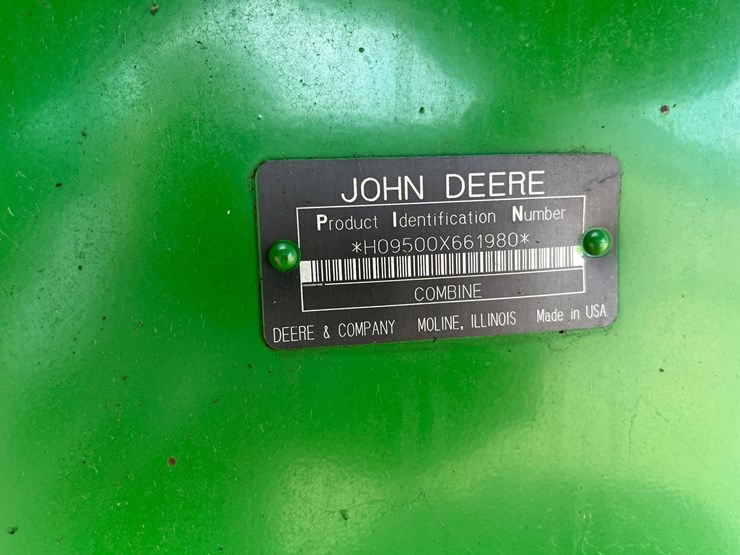 JOHN DEERE
Product Identification Number
*H09500X661980*
COMBINE
DEERE & COMPANY MOLINE, ILLINOIS Made in USA